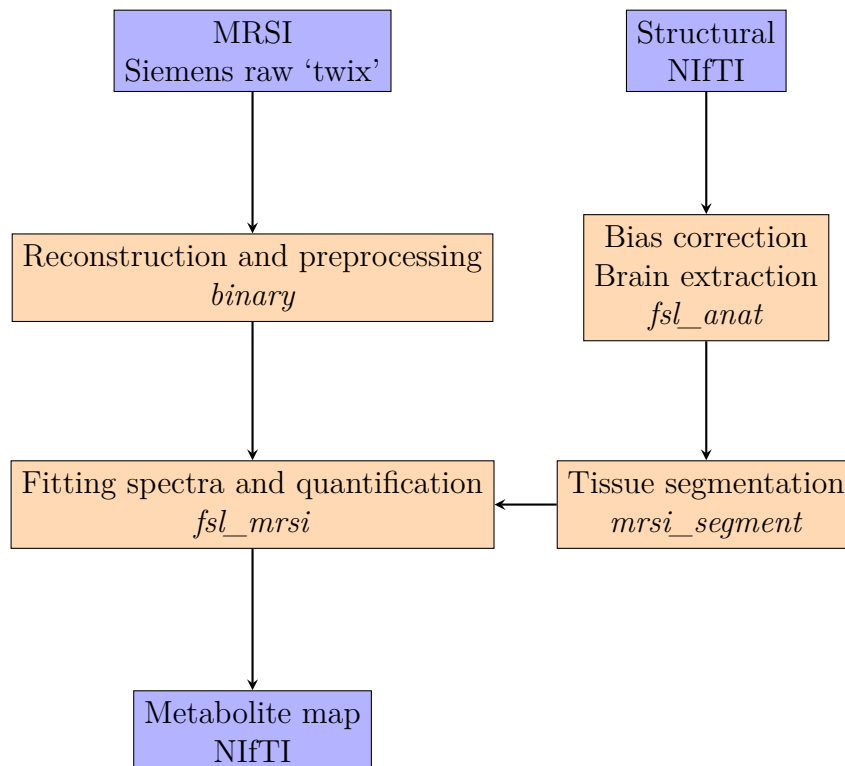 MRSI
Siemens raw ‘twix’
Structural
NIfTI
Reconstruction and preprocessing
binary
Bias correction
Brain extraction
fsl_anat
Fitting spectra and quantification
fsl_mrsi
Tissue segmentation
mrsi_segment
Metabolite map
NIfTI